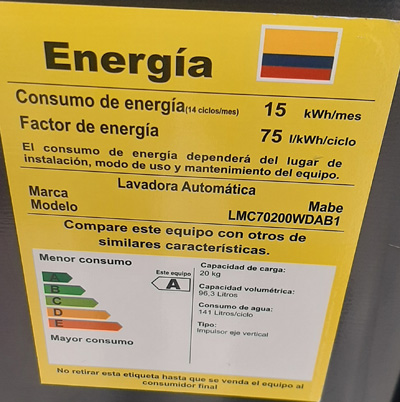 Energía
Consumo de energía(14 ciclos/mes) 15 kWh/mes
Factor de energía 75 l/kWh/ciclo
El consumo de energía dependerá del lugar de
instalación, modo de uso y mantenimiento del equipo.
Lavadora Automática
Marca Mabe
Modelo LMC70200WDAB1
Compare este equipo con otros de
similares características.
Menor consumo
A
B
C
D
E
Mayor consumo
Este equipo
A
Capacidad de carga:
20 kg
Capacidad volumétrica:
96,3 Litros
Consumo de agua:
141 Litros/ciclo
Tipo:
Impulsor eje vertical
No retirar esta etiqueta hasta que se venda el equipo al
consumidor final